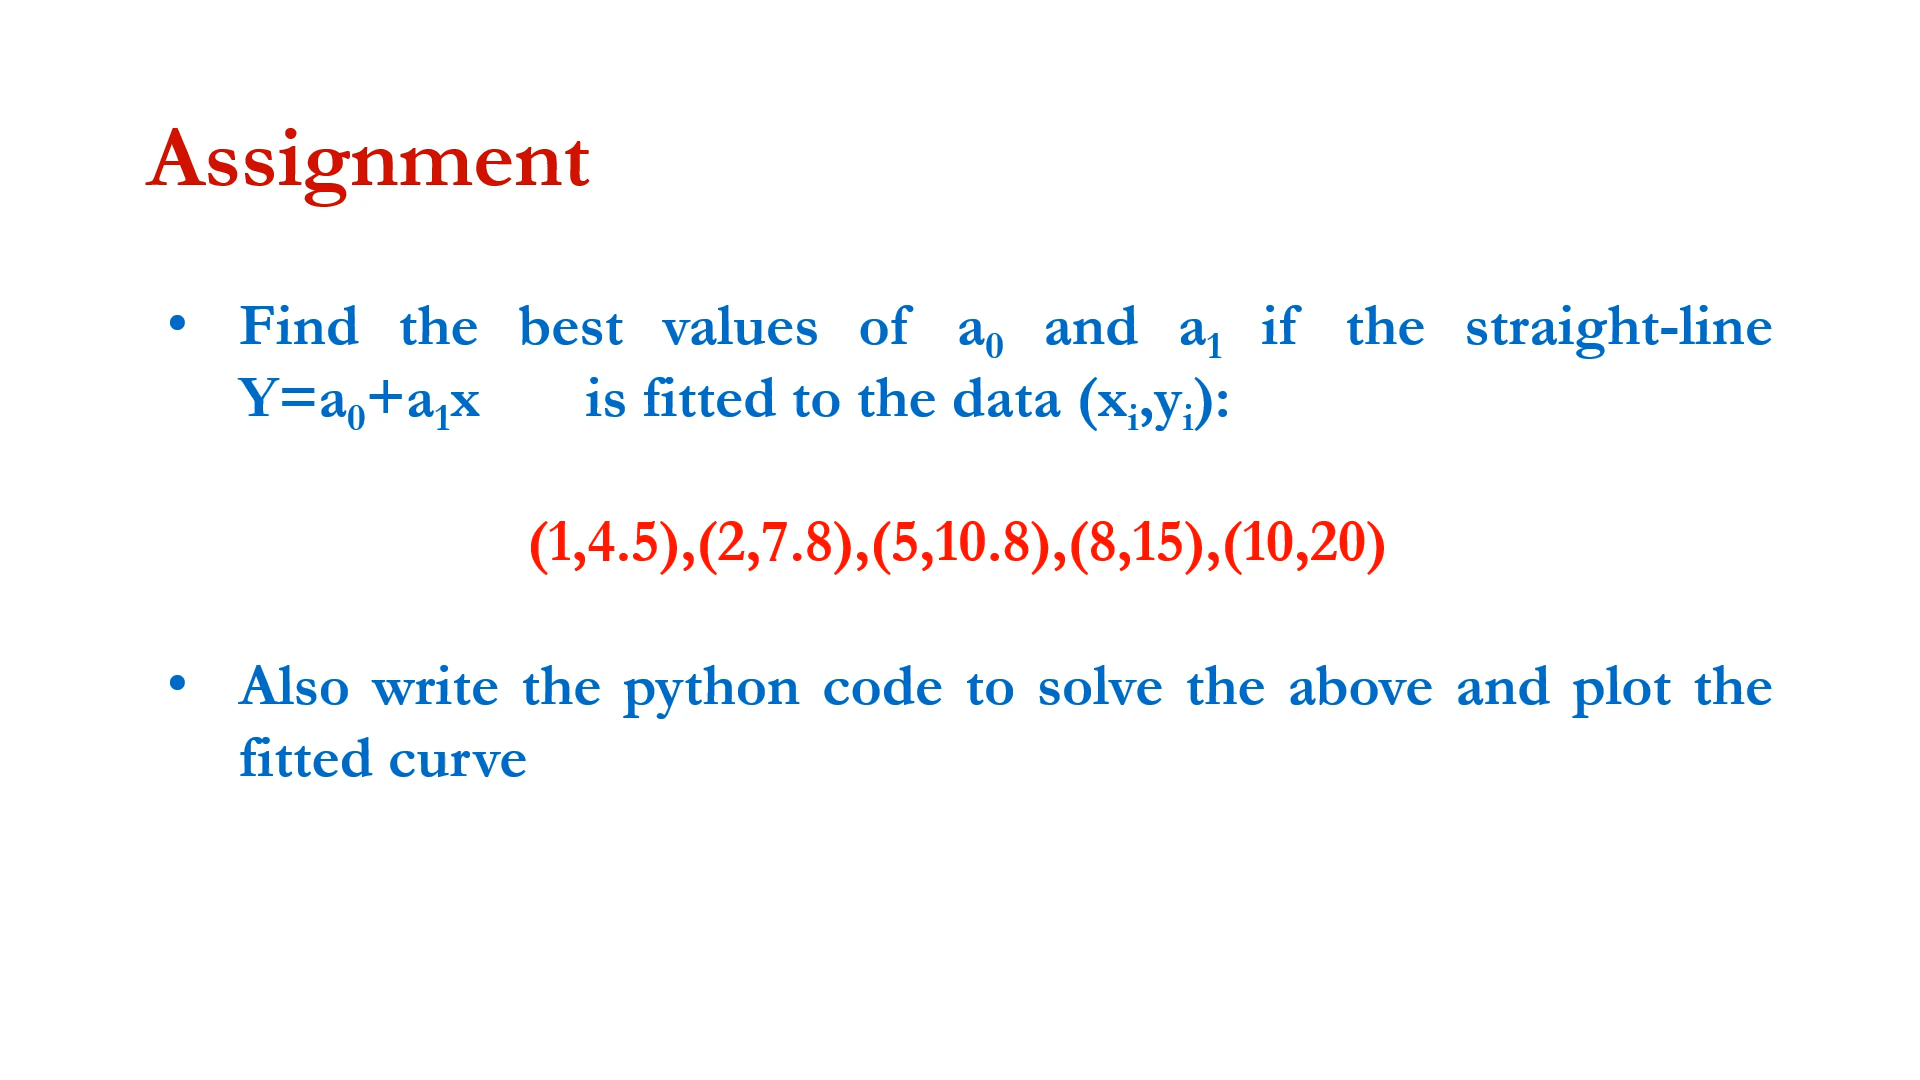 Assignment
• Find the best values of a₀ and a₁ if the straight-line
Y=a₀+a₁x is fitted to the data (xᵢ,yᵢ):
(1,4.5),(2,7.8),(5,10.8),(8,15),(10,20)
• Also write the python code to solve the above and plot the
fitted curve